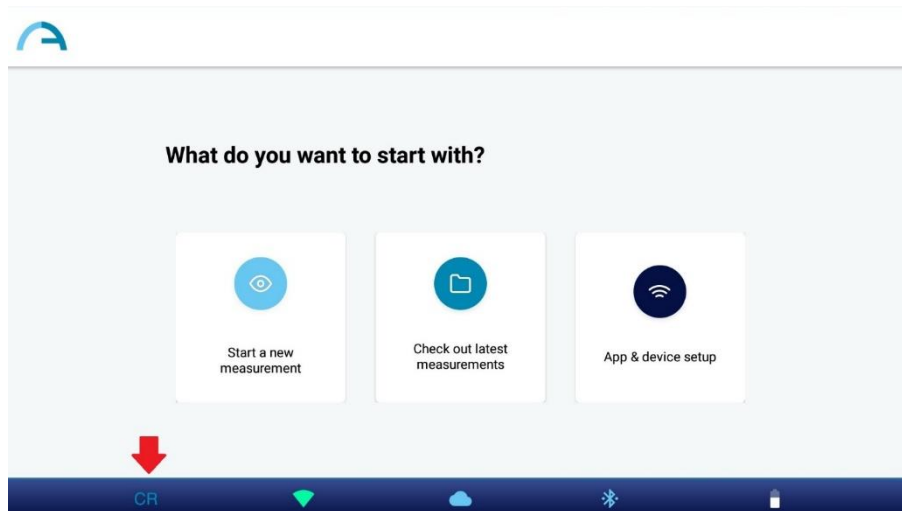 What do you want to start with?
Start a new
measurement
Check out latest
measurements
App & device setup
CR